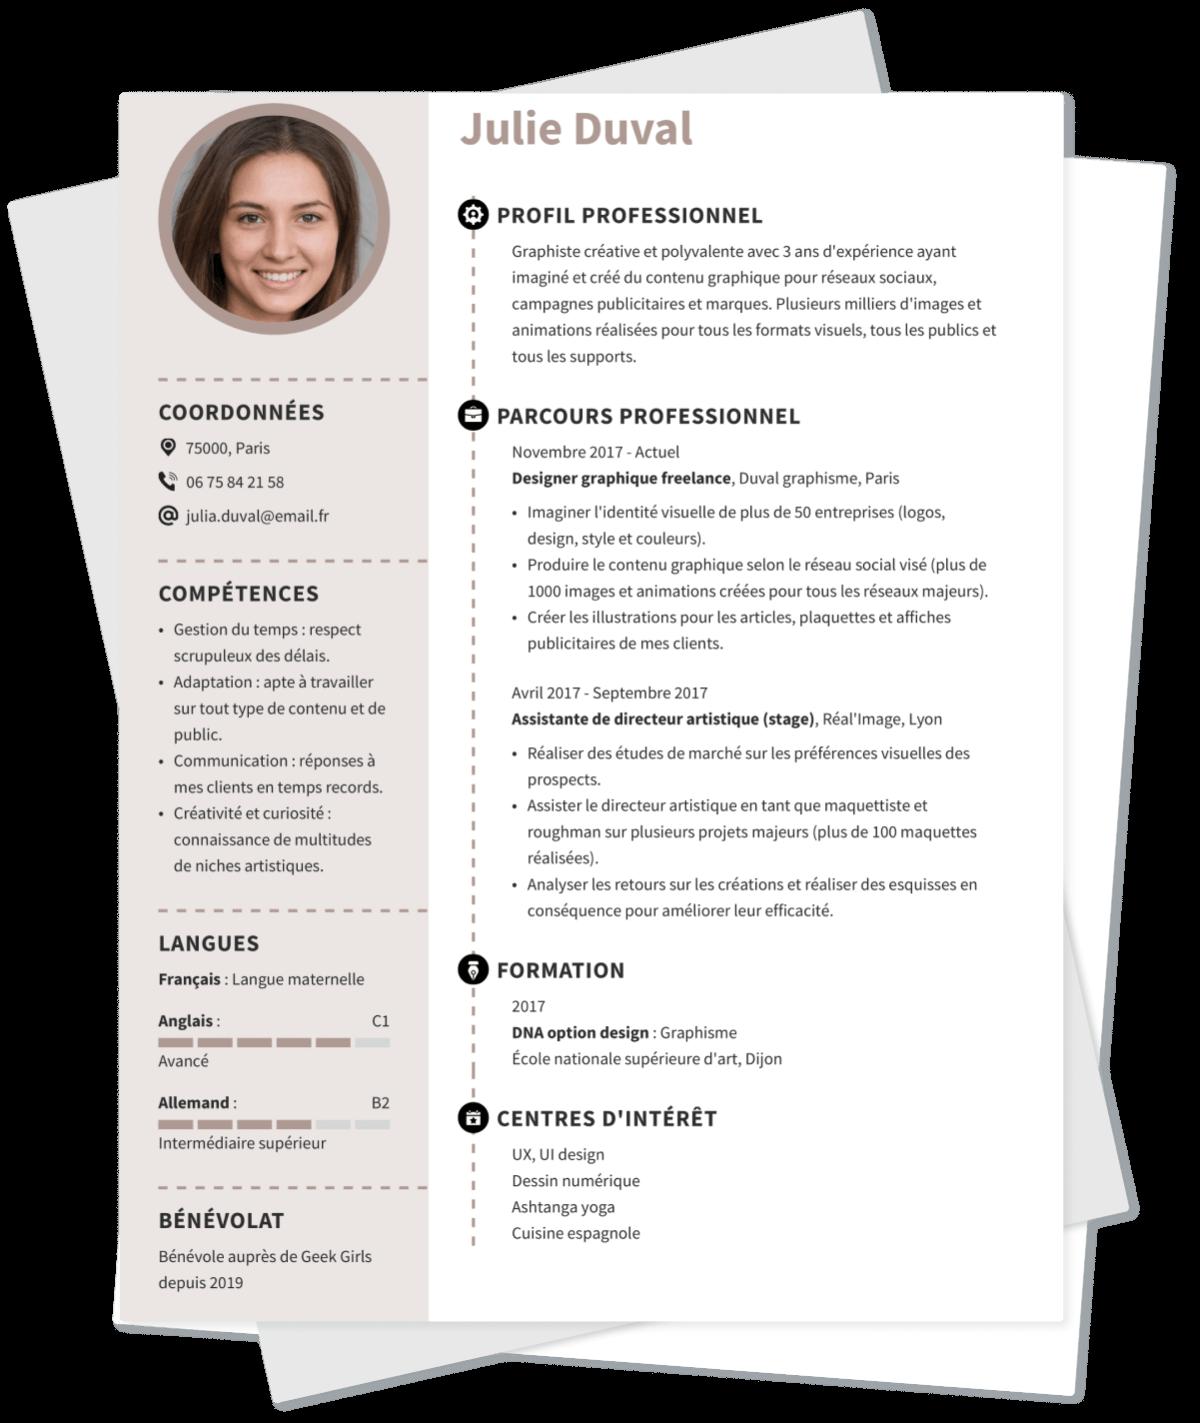 Julie Duval
COORDONNÉES
75000, Paris
06 75 84 21 58
julia.duval@email.fr
COMPÉTENCES
• Gestion du temps : respect
scrupuleux des délais.
• Adaptation : apte à travailler
sur tout type de contenu et de
public.
• Communication : réponses à
mes clients en temps records.
• Créativité et curiosité :
connaissance de multitudes
de niches artistiques.
LANGUES
Français : Langue maternelle
Anglais : C1
Avancé
Allemand : B2
Intermédiaire supérieur
BÉNÉVOLAT
Bénévole auprès de Geek Girls
depuis 2019
PROFIL PROFESSIONNEL
Graphiste créative et polyvalente avec 3 ans d'expérience ayant
imaginé et créé du contenu graphique pour réseaux sociaux,
campagnes publicitaires et marques. Plusieurs milliers d'images et
animations réalisées pour tous les formats visuels, tous les publics et
tous les supports.
PARCOURS PROFESSIONNEL
Novembre 2017 - Actuel
Designer graphique freelance, Duval graphisme, Paris
• Imaginer l'identité visuelle de plus de 50 entreprises (logos,
design, style et couleurs).
• Produire le contenu graphique selon le réseau social visé (plus de
1000 images et animations créées pour tous les réseaux majeurs).
• Créer les illustrations pour les articles, plaquettes et affiches
publicitaires de mes clients.
Avril 2017 - Septembre 2017
Assistante de directeur artistique (stage), Réal'Image, Lyon
• Réaliser des études de marché sur les préférences visuelles des
prospects.
• Assister le directeur artistique en tant que maquettiste et
roughman sur plusieurs projets majeurs (plus de 100 maquettes
réalisées).
• Analyser les retours sur les créations et réaliser des esquisses en
conséquence pour améliorer leur efficacité.
FORMATION
2017
DNA option design : Graphisme
École nationale supérieure d'art, Dijon
CENTRES D'INTÉRÊT
UX, UI design
Dessin numérique
Ashtanga yoga
Cuisine espagnole